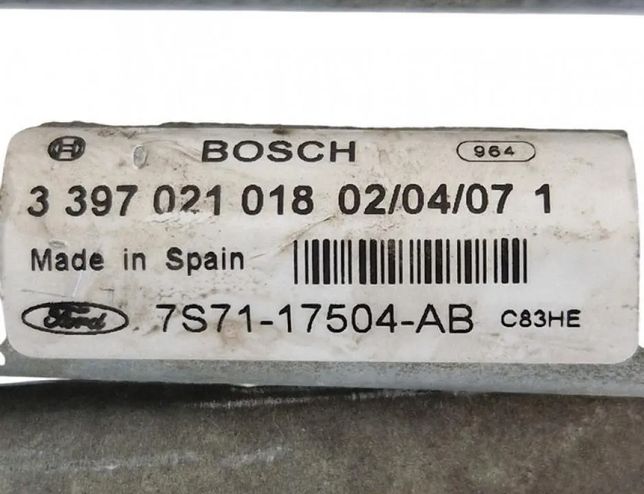 BOSCH 964
3 397 021 018 02/04/07 1
Made in Spain
Ford 7S71-17504-AB C83HE